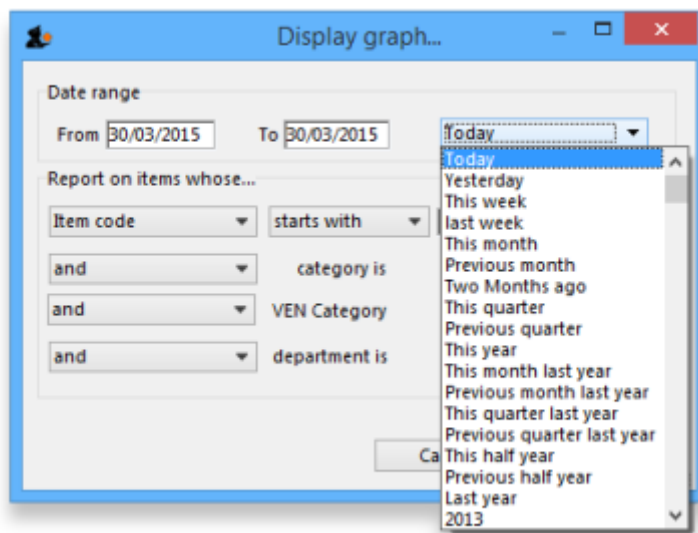 Display graph...
Date range
From 30/03/2015 To 30/03/2015 Today
Report on items whose...
Item code starts with
and category is
and VEN Category
and department is
Ca
Today
Yesterday
This week
last week
This month
Previous month
Two Months ago
This quarter
Previous quarter
This year
This month last year
Previous month last year
This quarter last year
Previous quarter last year
This half year
Previous half year
Last year
2013